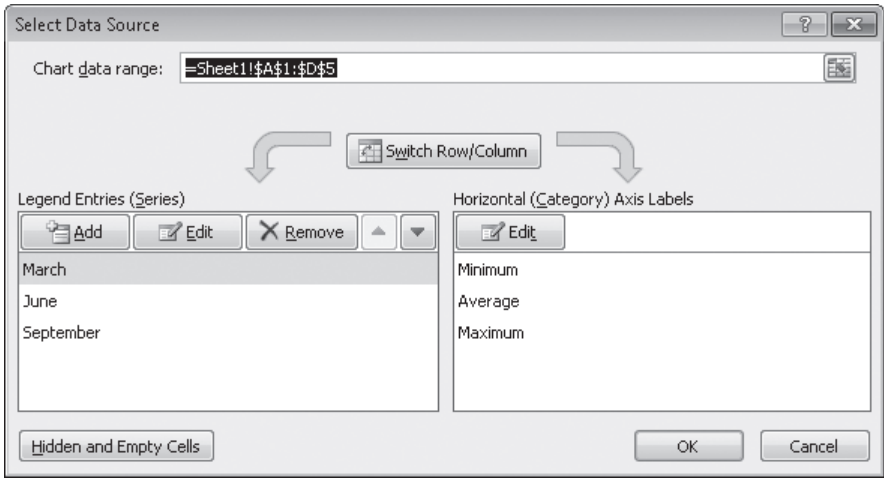 Select Data Source
Chart data range: =Sheet1!$A$1:$D$5
Switch Row/Column
Legend Entries (Series)
Add Edit Remove
March
June
September
Horizontal (Category) Axis Labels
Edit
Minimum
Average
Maximum
Hidden and Empty Cells
OK Cancel